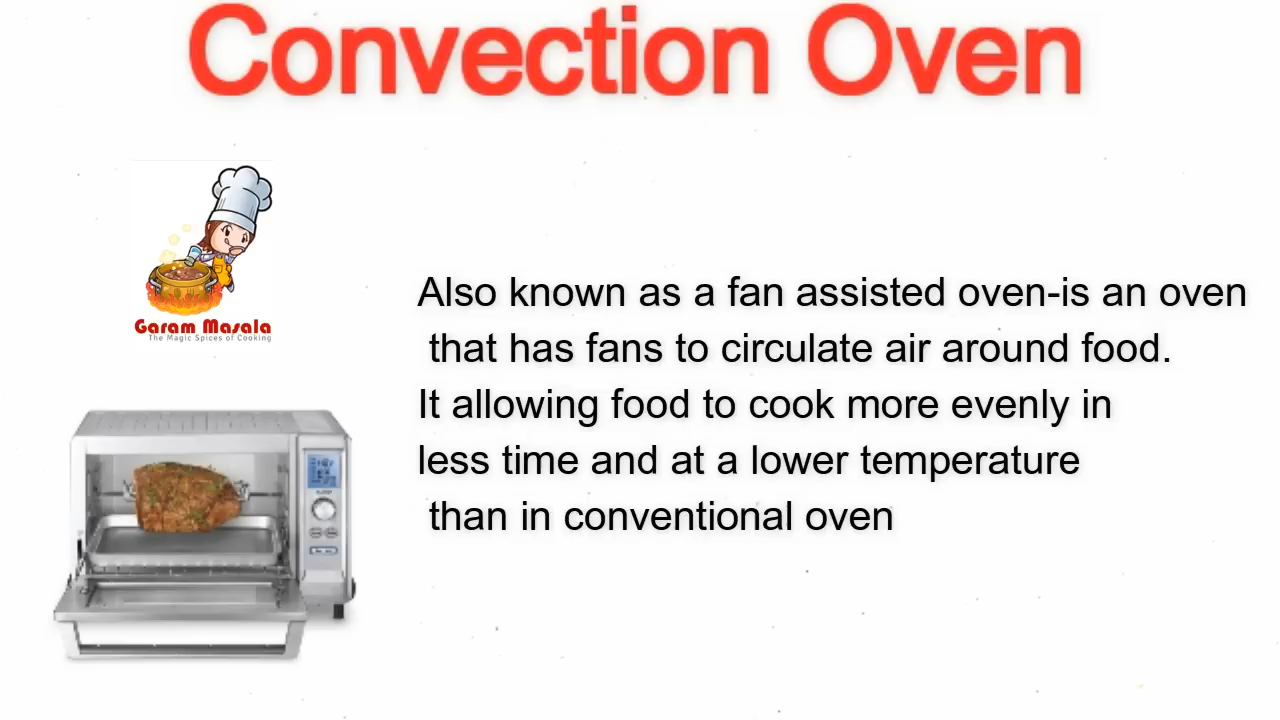 Convection Oven
Garam Masala
The Magic Spices of Cooking
Also known as a fan assisted oven-is an oven
that has fans to circulate air around food.
It allowing food to cook more evenly in
less time and at a lower temperature
than in conventional oven